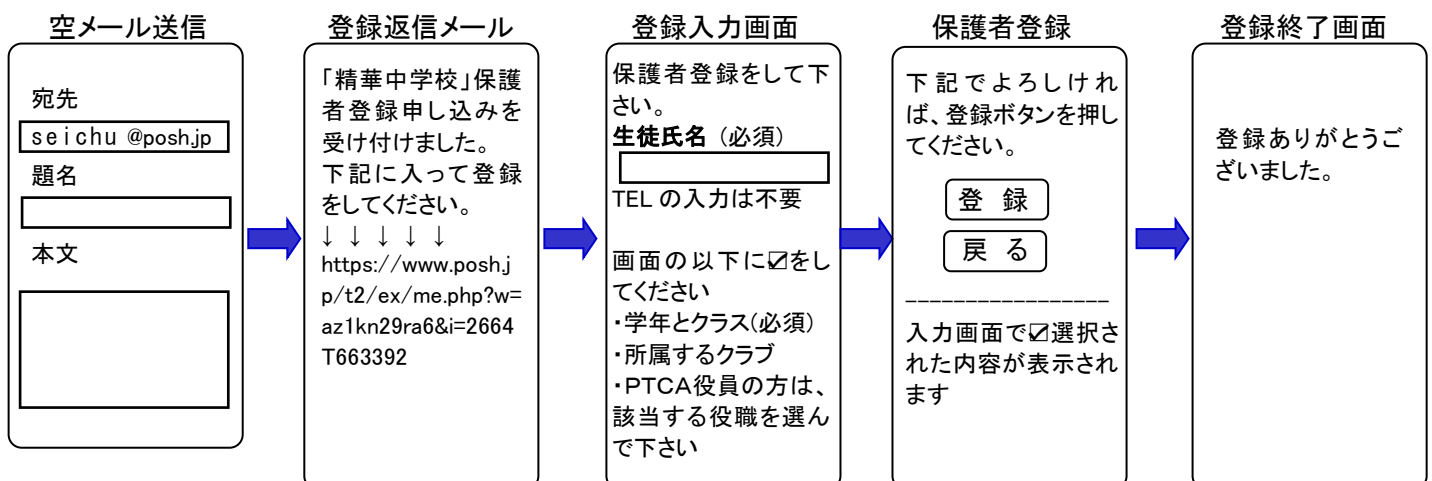 空メール送信
宛先
seichu @posh.jp
題名
本文
登録返信メール
「精華中学校」保護
者登録申し込みを
受け付けました。
下記に入って登録
をしてください。
↓ ↓ ↓ ↓ ↓
https://www.posh.j
p/t2/ex/me.php?w=
az1kn29ra6&i=2664
T663392
登録入力画面
保護者登録をして下
さい。
生徒氏名 (必須)
TEL の入力は不要
画面の以下に☑をし
てください
・学年とクラス(必須)
・所属するクラブ
・PTCA役員の方は、
該当する役職を選ん
で下さい
保護者登録
下記でよろしけれ
ば、登録ボタンを押し
てください。
登 録
戻 る
-----------------
入力画面で☑選択さ
れた内容が表示され
ます
登録終了画面
登録ありがとうご
ざいました。